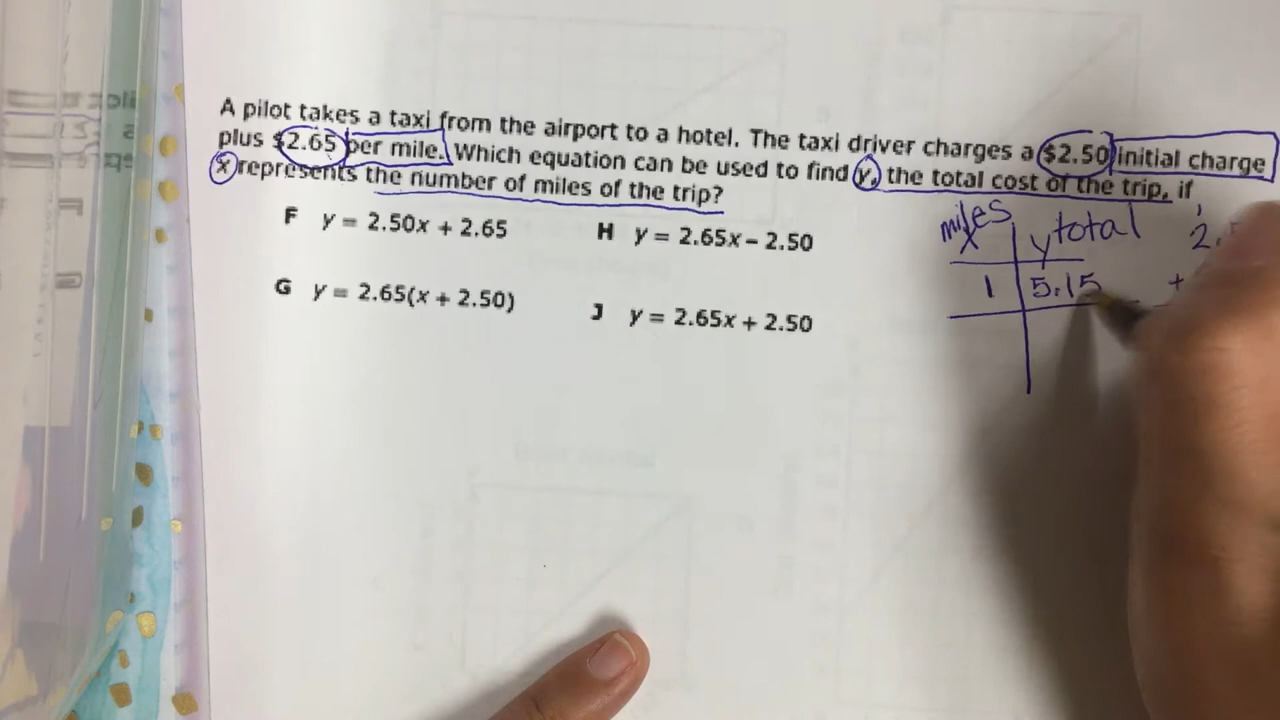 A pilot takes a taxi from the airport to a hotel. The taxi driver charges a $2.50 initial charge
plus $2.65 per mile. Which equation can be used to find y, the total cost of the trip, if
x represents the number of miles of the trip?
F y = 2.50x + 2.65
H y = 2.65x – 2.50
G y = 2.65(x + 2.50)
J y = 2.65x + 2.50
miles total
x y
1 5.15
+